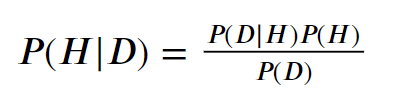 P(H|D) = P(D|H)P(H) / P(D)